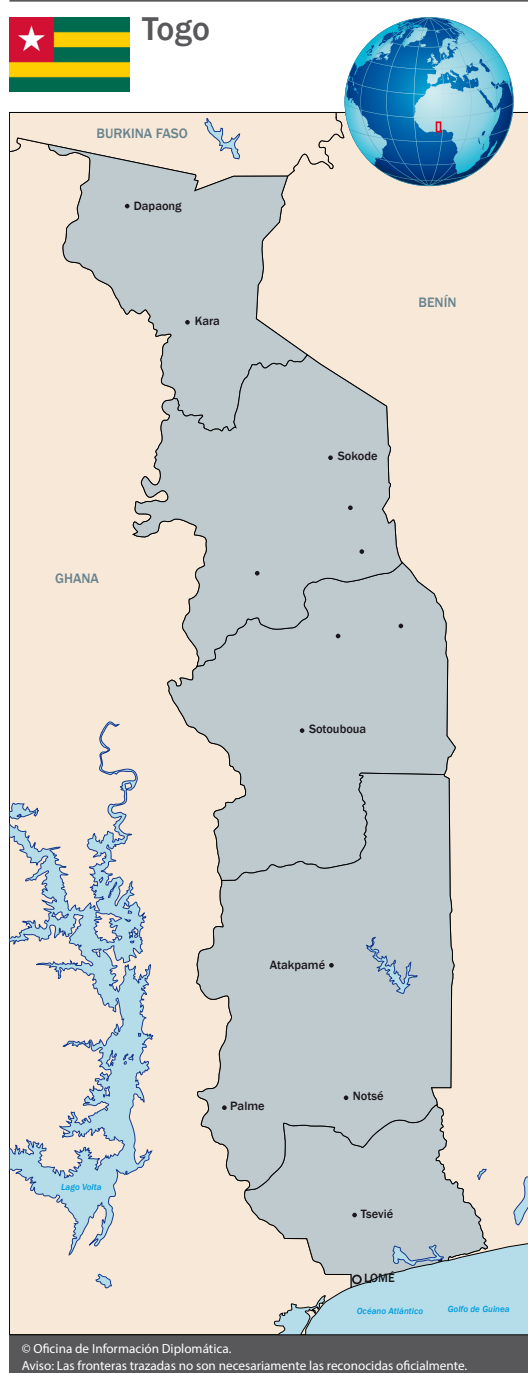 Togo
BURKINA FASO
Dapaong
BENÍN
Kara
Sokode
GHANA
Sotouboua
Atakpamé
Notsé
Palme
Lago Volta
Tsevié
LOMÉ
Océano Atlántico
Golfo de Guinea
© Oficina de Información Diplomática.
Aviso: Las fronteras trazadas no son necesariamente las reconocidas oficialmente.